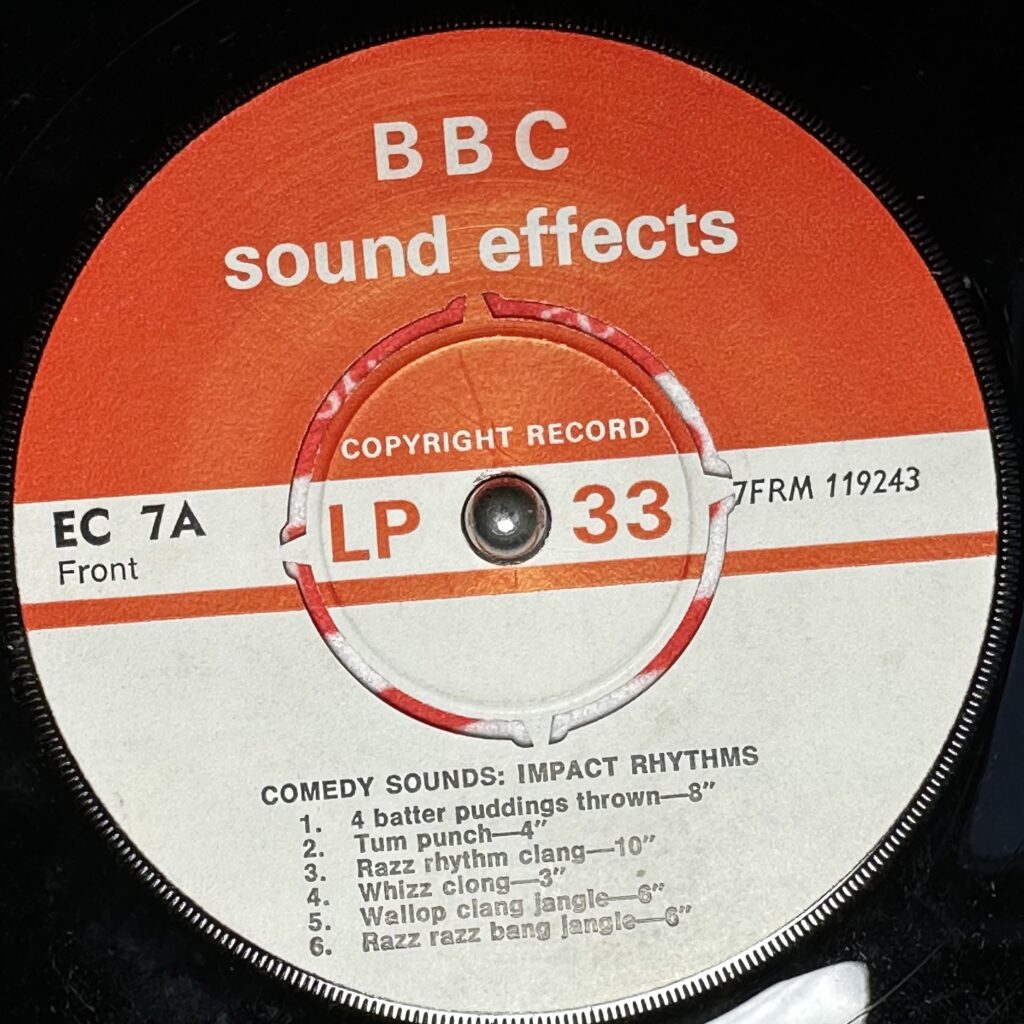 BBC
sound effects
COPYRIGHT RECORD
EC 7A
LP 33
7FRM 119243
Front
COMEDY SOUNDS: IMPACT RHYTHMS
1. 4 batter puddings thrown—8"
2. Tum punch—4"
3. Razz rhythm clang—10"
4. Whizz clong—3"
5. Wallop clang jangle—6"
6. Razz razz bang jangle—6"